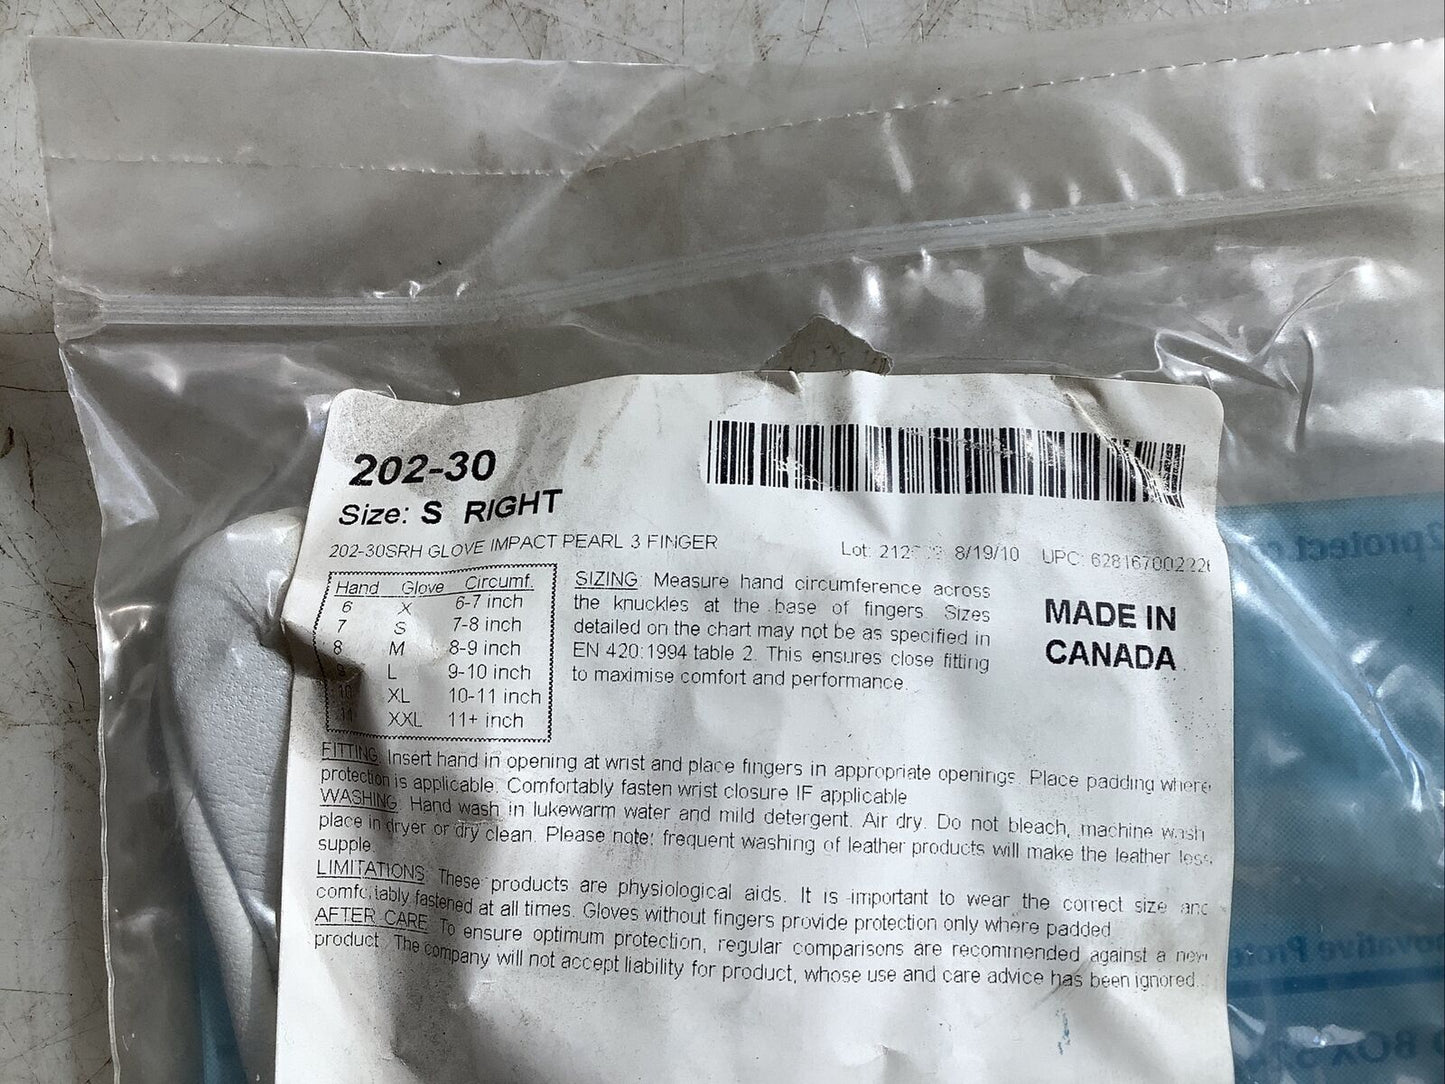 202-30
Size: S RIGHT
202-30SRH GLOVE IMPACT PEARL 3 FINGER
Lot: 8/19/10 UPC:
Hand Glove Circumf.
6 X 6-7 inch
7 S 7-8 inch
8 M 8-9 inch
9 L 9-10 inch
10 XL 10-11 inch
11 XXL 11+ inch
SIZING: Measure hand circumference across
the knuckles at the base of fingers. Sizes
detailed on the chart may not be as specified in
EN 420:1994 table 2. This ensures close fitting
to maximise comfort and performance.
MADE IN
CANADA
FITTING: Insert hand in opening at wrist and place fingers in appropriate openings. Place padding where
protection is applicable. Comfortably fasten wrist closure IF applicable
WASHING: Hand wash in lukewarm water and mild detergent. Air dry. Do not bleach, machine wash
place in dryer or dry clean. Please note: frequent washing of leather products will make the leather less
supple.
LIMITATIONS: These products are physiological aids. It is important to wear the correct size and
comfortably fastened at all times. Gloves without fingers provide protection only where padded
AFTER CARE: To ensure optimum protection, regular comparisons are recommended against a new
product. The company will not accept liability for product, whose use and care advice has been ignored.
2protect
BOX